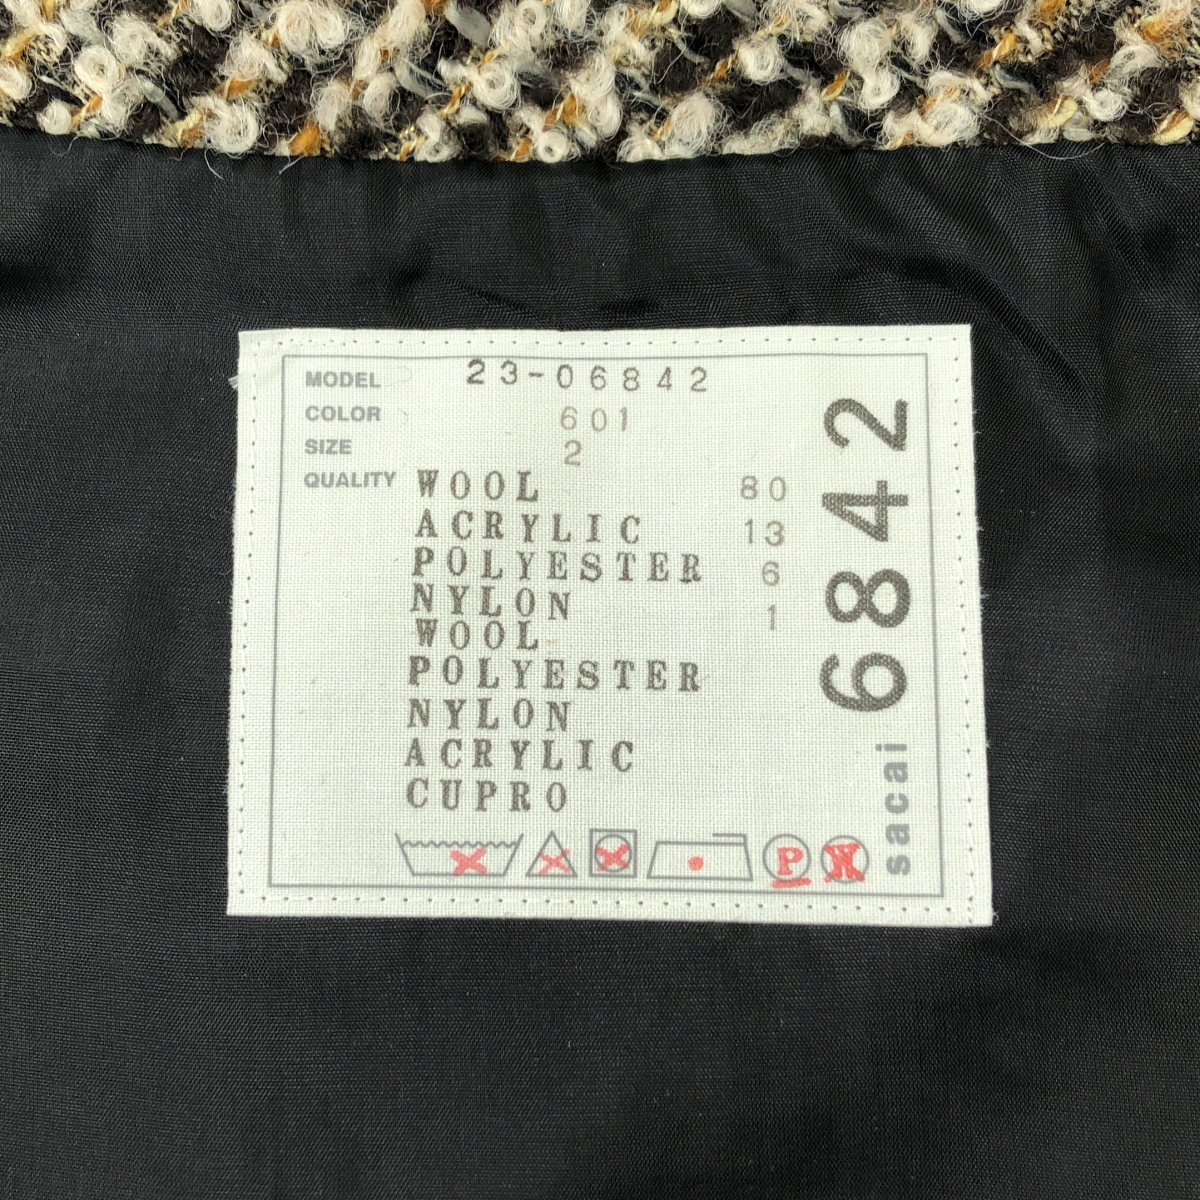 MODEL 23-06842
COLOR 601
SIZE 2
QUALITY WOOL 80
ACRYLIC 13
POLYESTER 6
NYLON 1
WOOL
POLYESTER
NYLON
ACRYLIC
CUPRO
P W
sacai 6842